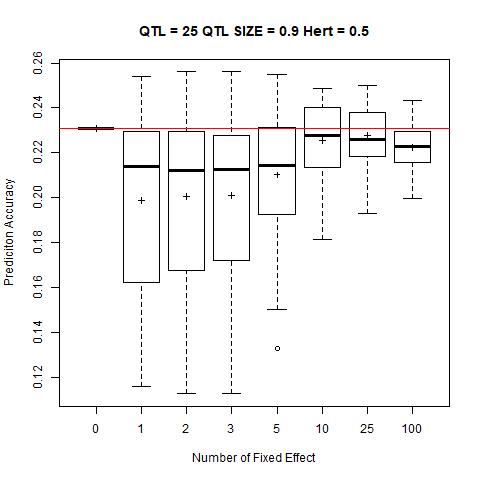 QTL = 25 QTL SIZE = 0.9 Hert = 0.5
0.26
0.24
0.22
0.20
0.18
0.16
0.14
0.12
Prediciton Accuracy
0 1 2 3 5 10 25 100
Number of Fixed Effect